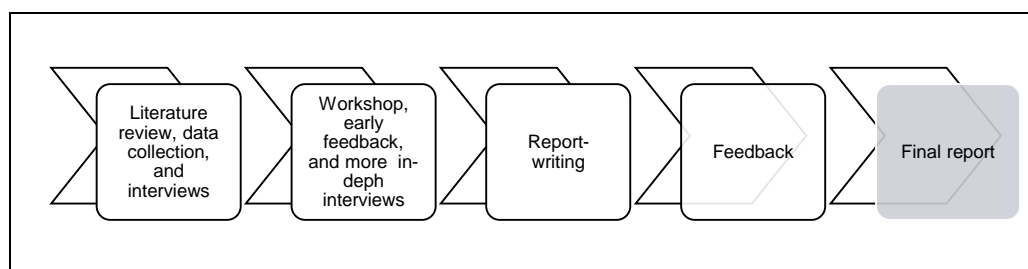 Literature
review, data
collection,
and
interviews
Workshop,
early
feedback,
and more in-
deph
interviews
Report-
writing
Feedback
Final report